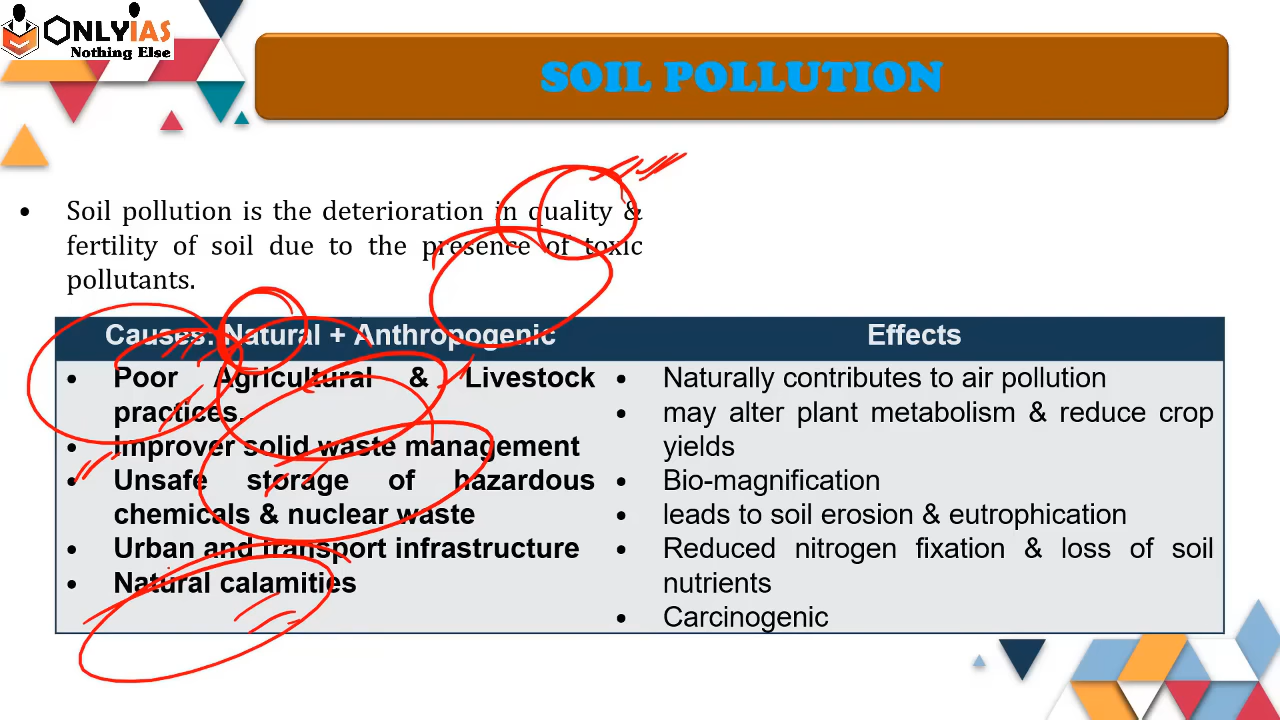 ONLYIAS
Nothing Else
SOIL POLLUTION
• Soil pollution is the deterioration in quality &
fertility of soil due to the presence of toxic
pollutants.
Causes: Natural + Anthropogenic
• Poor Agricultural & Livestock
practices.
• Improver solid waste management
• Unsafe storage of hazardous
chemicals & nuclear waste
• Urban and transport infrastructure
• Natural calamities
Effects
• Naturally contributes to air pollution
• may alter plant metabolism & reduce crop
yields
• Bio-magnification
• leads to soil erosion & eutrophication
• Reduced nitrogen fixation & loss of soil
nutrients
• Carcinogenic